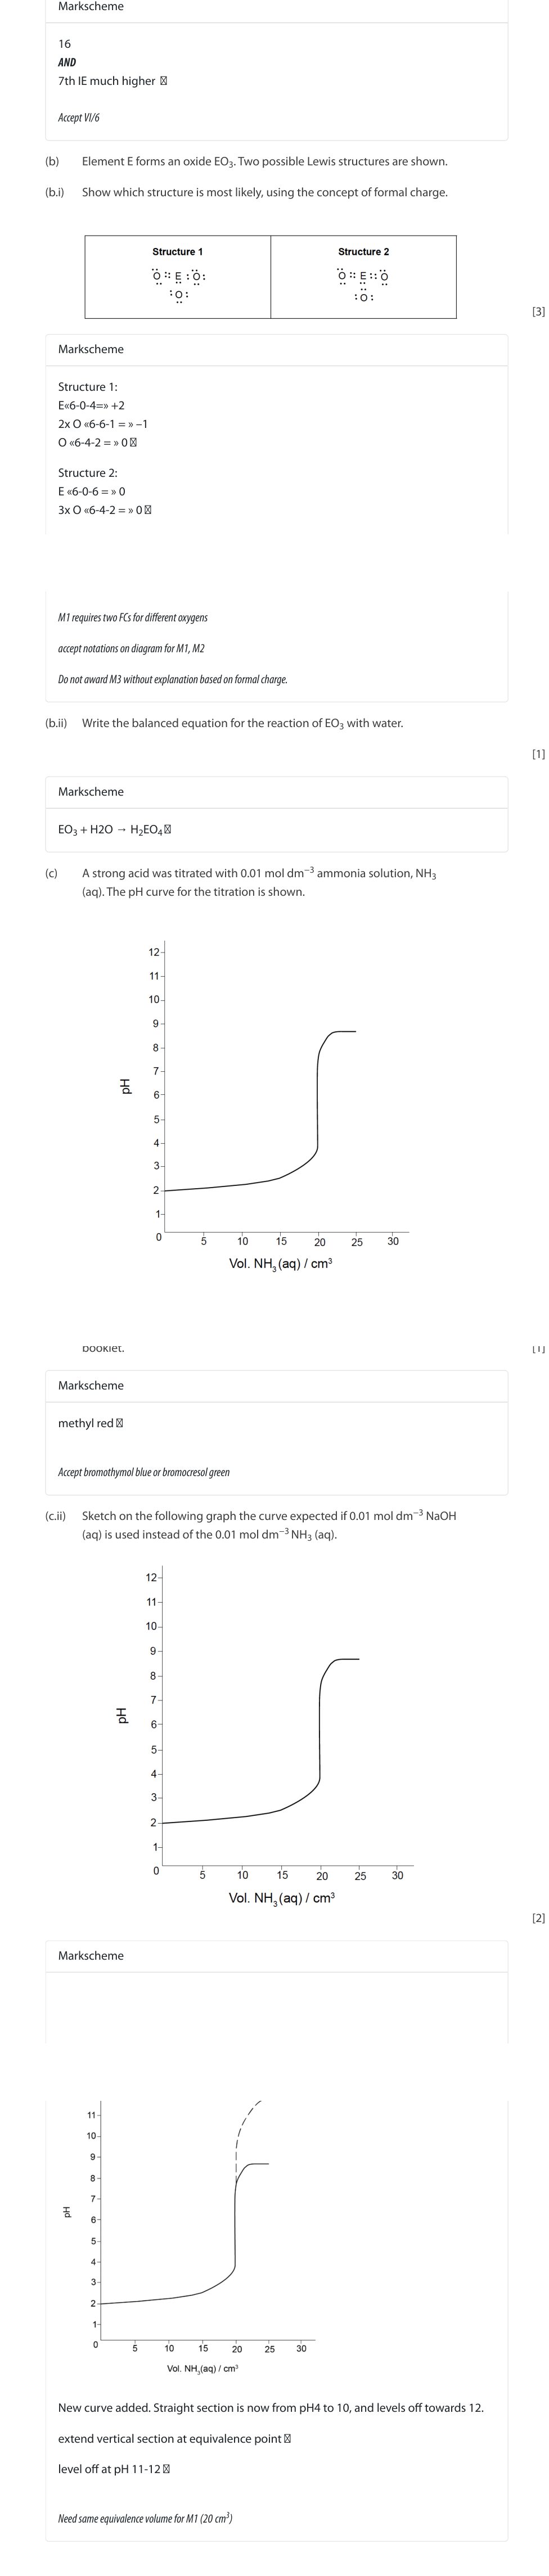 Markscheme
16
AND
7th IE much higher
Accept VI/6
(b) Element E forms an oxide EO₃. Two possible Lewis structures are shown.
(b.i) Show which structure is most likely, using the concept of formal charge.
Structure 1
Structure 2
O E O
O
O E O
O
[3]
Markscheme
Structure 1:
E«6-0-4=» +2
2x O «6-6-1 = » –1
O «6-4-2 = » 0
Structure 2:
E «6-0-6 = » 0
3x O «6-4-2 = » 0
M1 requires two FCs for different oxygens
accept notations on diagram for M1, M2
Do not award M3 without explanation based on formal charge.
(b.ii) Write the balanced equation for the reaction of EO₃ with water.
[1]
Markscheme
EO₃ + H2O → H₂EO₄
(c) A strong acid was titrated with 0.01 mol dm⁻³ ammonia solution, NH₃
(aq). The pH curve for the titration is shown.
12
11
10
9
8
7
6
5
4
3
2
1
0
pH
5 10 15 20 25 30
Vol. NH₃(aq) / cm³
booklet.
[1]
Markscheme
methyl red
Accept bromothymol blue or bromocresol green
(c.ii) Sketch on the following graph the curve expected if 0.01 mol dm⁻³ NaOH
(aq) is used instead of the 0.01 mol dm⁻³ NH₃ (aq).
12
11
10
9
8
7
6
5
4
3
2
1
0
pH
5 10 15 20 25 30
Vol. NH₃(aq) / cm³
[2]
Markscheme
11
10
9
8
7
6
5
4
3
2
1
0
pH
5 10 15 20 25 30
Vol. NH₃(aq) / cm³
New curve added. Straight section is now from pH4 to 10, and levels off towards 12.
extend vertical section at equivalence point
level off at pH 11-12
Need same equivalence volume for M1 (20 cm³)